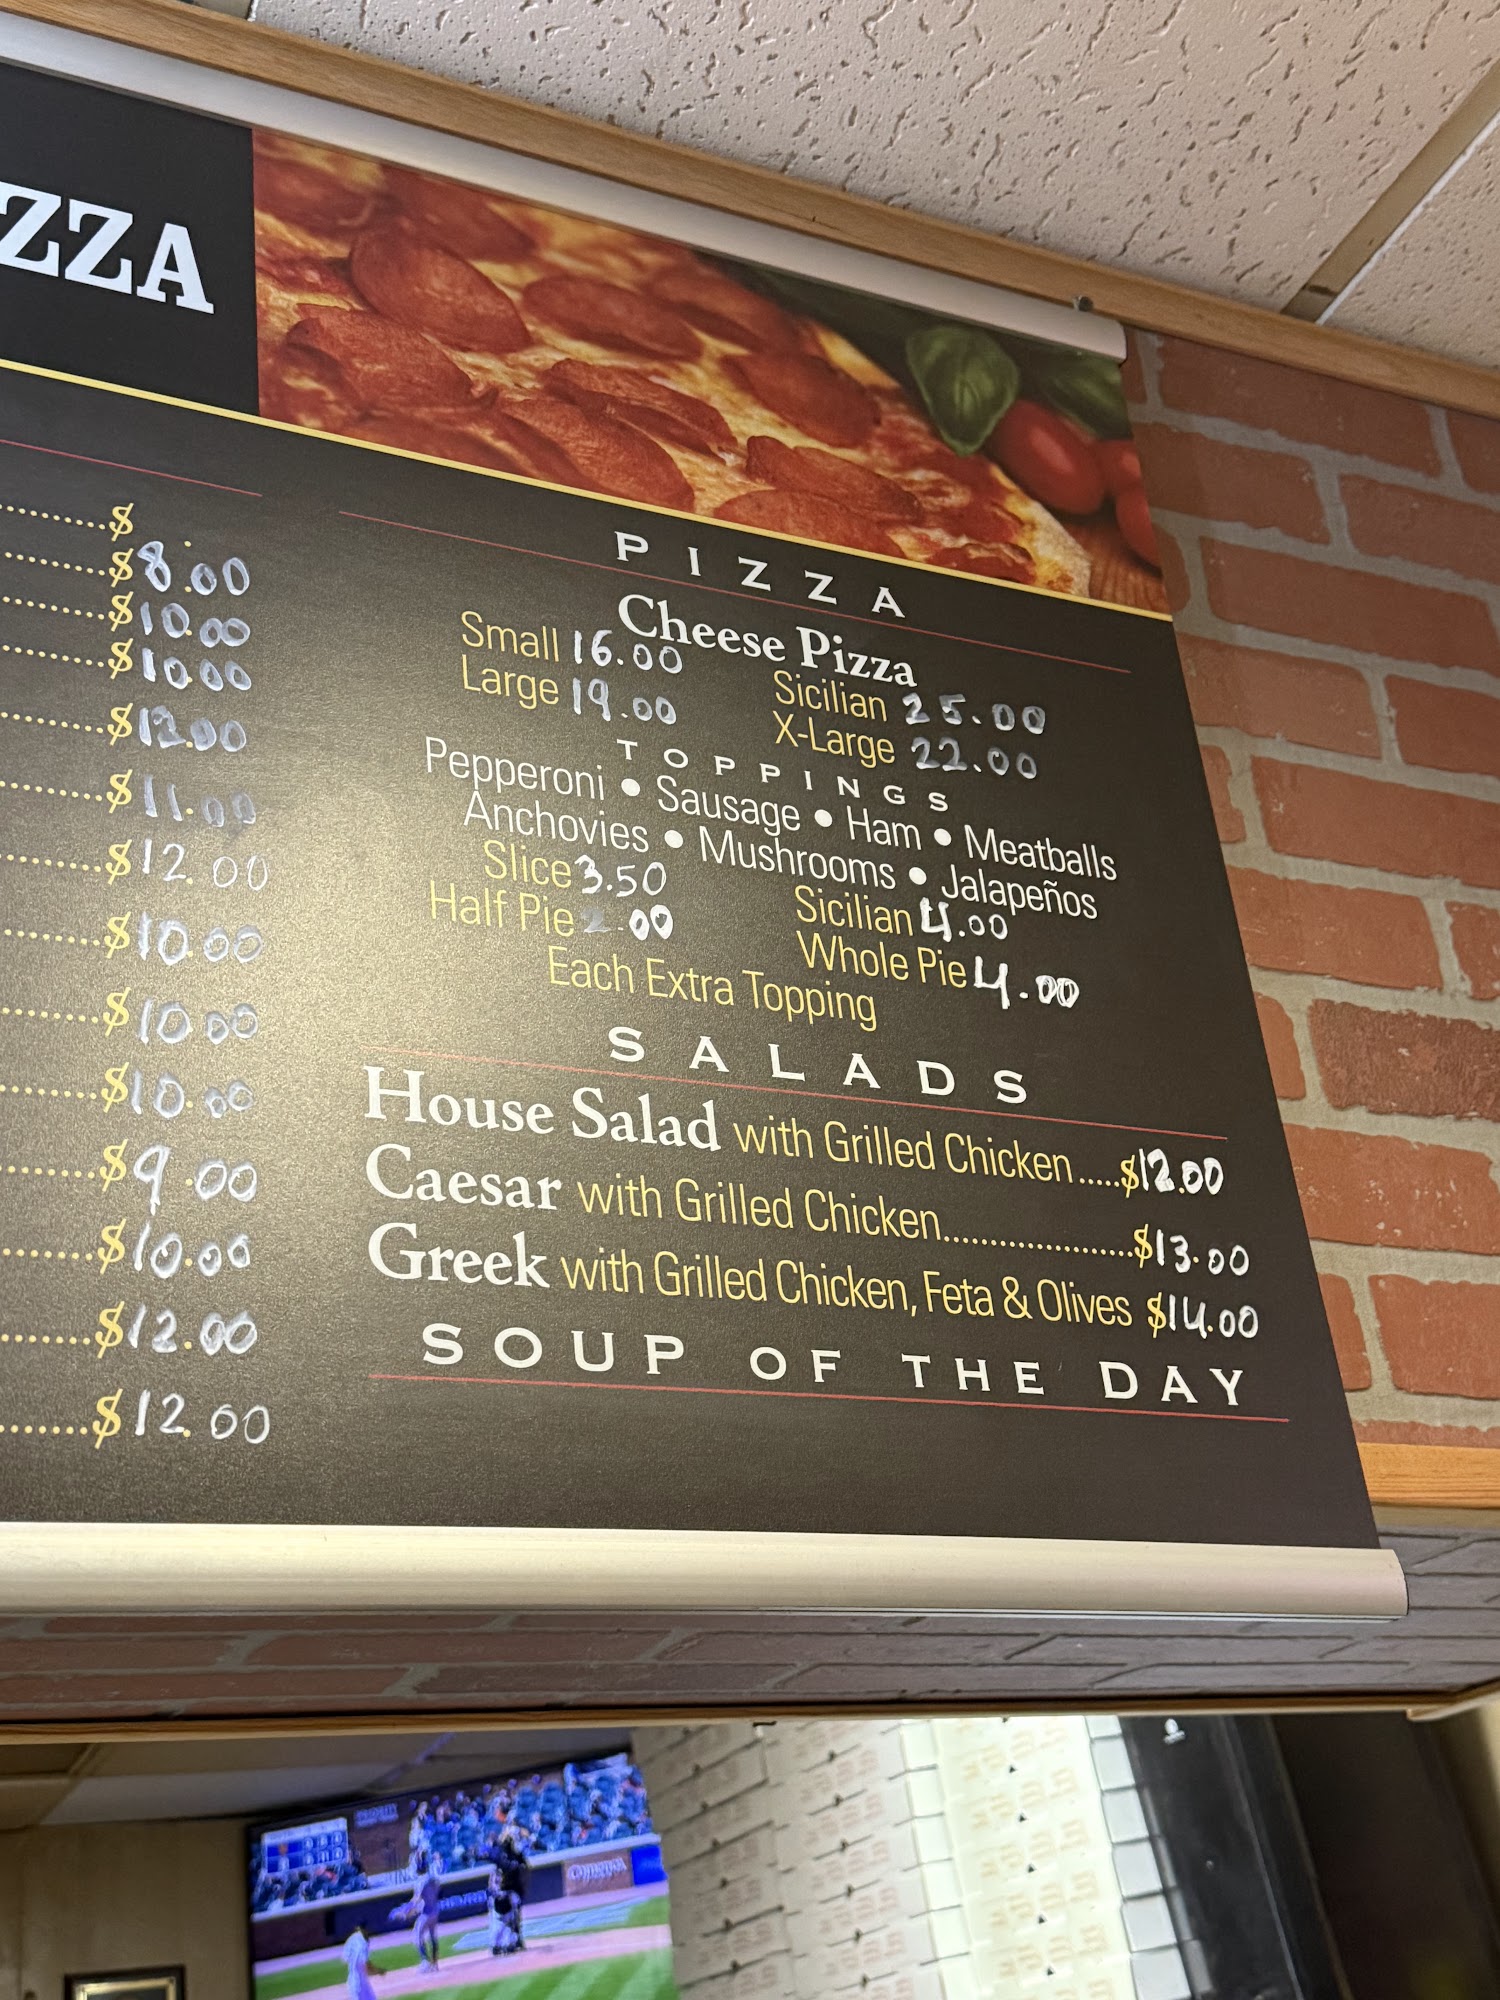 ZZA
$ .
$8.00
$10.00
$10.00
$12.00
$11.00
$12.00
$10.00
$10.00
$10.00
$9.00
$10.00
$12.00
$12.00
PIZZA
Cheese Pizza
Small 16.00 Sicilian 25.00
Large 19.00 X-Large 22.00
TOPPINGS
Pepperoni • Sausage • Ham • Meatballs
Anchovies • Mushrooms • Jalapeños
Slice 3.50 Sicilian 4.00
Half Pie 2.00 Whole Pie 4.00
Each Extra Topping
SALADS
House Salad with Grilled Chicken.....$12.00
Caesar with Grilled Chicken.....................$13.00
Greek with Grilled Chicken, Feta & Olives $14.00
SOUP OF THE DAY